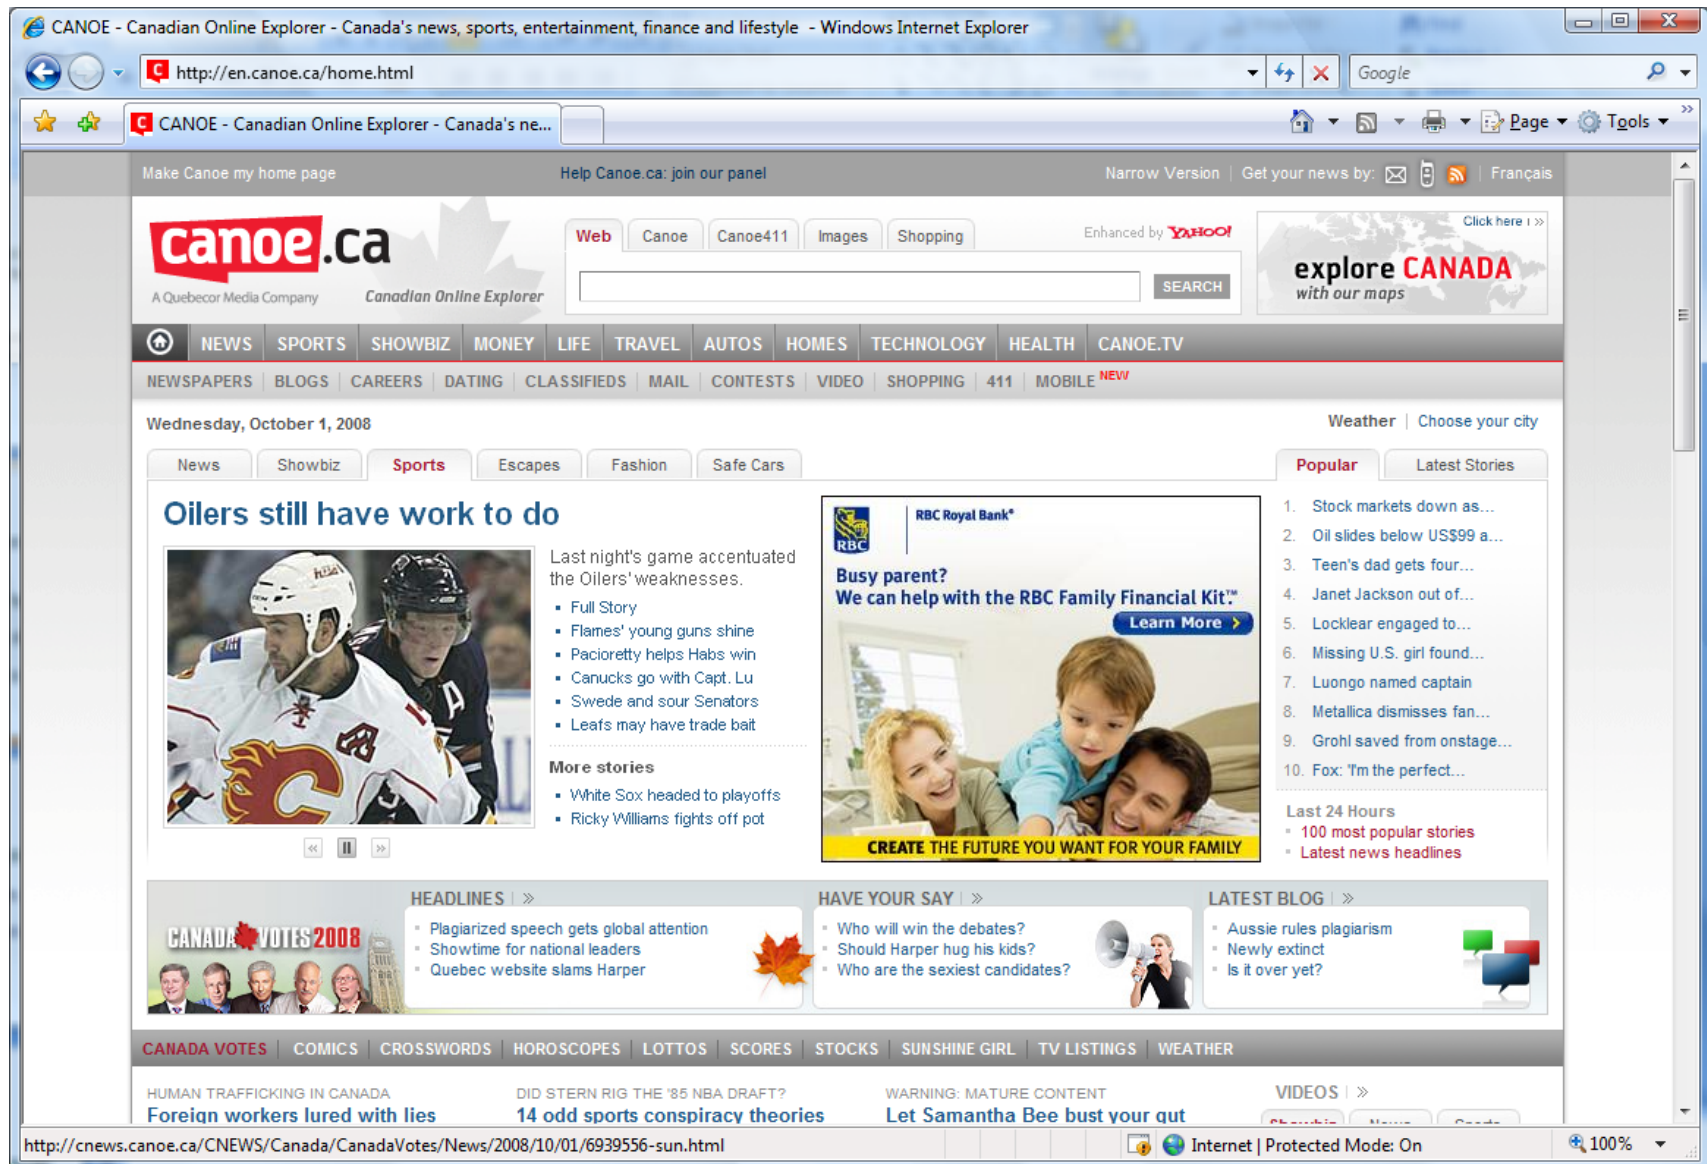 CANOE - Canadian Online Explorer - Canada's news, sports, entertainment, finance and lifestyle - Windows Internet Explorer
http://en.canoe.ca/home.html
Google
CANOE - Canadian Online Explorer - Canada's ne...
Page
Tools
Make Canoe my home page
Help Canoe.ca: join our panel
Narrow Version | Get your news by: | Français
canoe.ca
A Quebecor Media Company
Canadian Online Explorer
Web
Canoe
Canoe411
Images
Shopping
Enhanced by YAHOO!
SEARCH
Click here »
explore CANADA
with our maps
NEWS SPORTS SHOWBIZ MONEY LIFE TRAVEL AUTOS HOMES TECHNOLOGY HEALTH CANOE.TV
NEWSPAPERS | BLOGS | CAREERS | DATING | CLASSIFIEDS | MAIL | CONTESTS | VIDEO | SHOPPING | 411 | MOBILE NEW
Wednesday, October 1, 2008
Weather | Choose your city
News
Showbiz
Sports
Escapes
Fashion
Safe Cars
Oilers still have work to do
Last night's game accentuated
the Oilers' weaknesses.
Full Story
Flames' young guns shine
Pacioretty helps Habs win
Canucks go with Capt. Lu
Swede and sour Senators
Leafs may have trade bait
More stories
White Sox headed to playoffs
Ricky Williams fights off pot
RBC
RBC Royal Bank®
Busy parent?
We can help with the RBC Family Financial Kit.™
Learn More >
CREATE THE FUTURE YOU WANT FOR YOUR FAMILY
Popular
Latest Stories
1. Stock markets down as...
2. Oil slides below US$99 a...
3. Teen's dad gets four...
4. Janet Jackson out of...
5. Locklear engaged to...
6. Missing U.S. girl found...
7. Luongo named captain
8. Metallica dismisses fan...
9. Grohl saved from onstage...
10. Fox: 'I'm the perfect...
Last 24 Hours
100 most popular stories
Latest news headlines
CANADA VOTES 2008
HEADLINES | »
Plagiarized speech gets global attention
Showtime for national leaders
Quebec website slams Harper
HAVE YOUR SAY | »
Who will win the debates?
Should Harper hug his kids?
Who are the sexiest candidates?
LATEST BLOG | »
Aussie rules plagiarism
Newly extinct
Is it over yet?
CANADA VOTES | COMICS | CROSSWORDS | HOROSCOPES | LOTTOS | SCORES | STOCKS | SUNSHINE GIRL | TV LISTINGS | WEATHER
HUMAN TRAFFICKING IN CANADA
Foreign workers lured with lies
DID STERN RIG THE '85 NBA DRAFT?
14 odd sports conspiracy theories
WARNING: MATURE CONTENT
Let Samantha Bee bust your gut
VIDEOS | »
Showbiz
News
Sports
http://cnews.canoe.ca/CNEWS/Canada/CanadaVotes/News/2008/10/01/6939556-sun.html
Internet | Protected Mode: On
100%